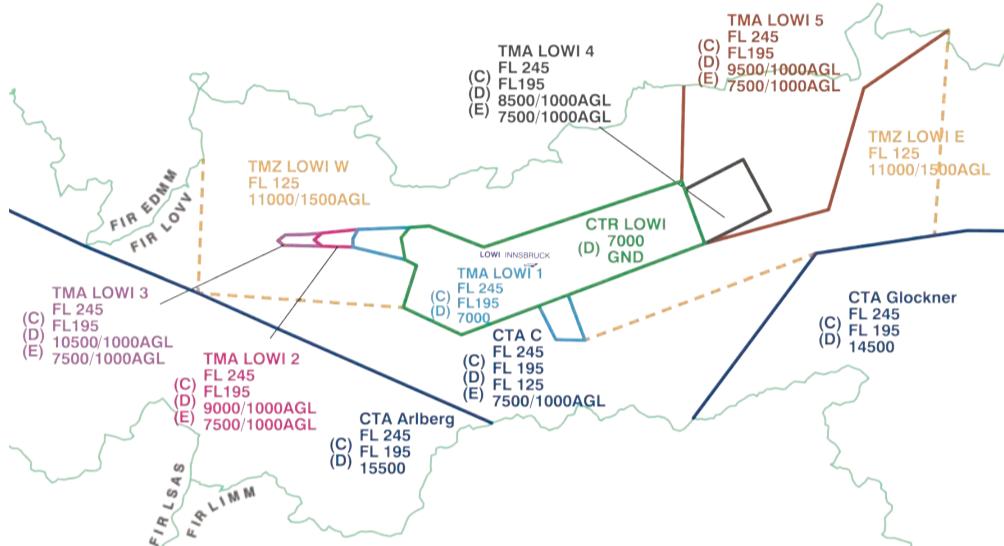 TMA LOWI 4
FL 245
(C) FL195
(D) 8500/1000AGL
(E) 7500/1000AGL
TMA LOWI 5
FL 245
(C) FL195
(D) 9500/1000AGL
(E) 7500/1000AGL
TMZ LOWI E
FL 125
11000/1500AGL
TMZ LOWI W
FL 125
11000/1500AGL
FIR EDMM
FIR LOVV
CTR LOWI
7000
(D) GND
LOWI INNSBRUCK
TMA LOWI 1
FL 245
(C) FL195
(D) 7000
TMA LOWI 3
FL 245
(C) FL195
(D) 10500/1000AGL
(E) 7500/1000AGL
CTA Glockner
FL 245
(C) FL 195
(D) 14500
CTA C
FL 245
(C) FL 195
(D) FL 125
(E) 7500/1000AGL
TMA LOWI 2
FL 245
(C) FL195
(D) 9000/1000AGL
(E) 7500/1000AGL
CTA Arlberg
FL 245
(C) FL 195
(D) 15500
FIR LSAS
FIR LIMM